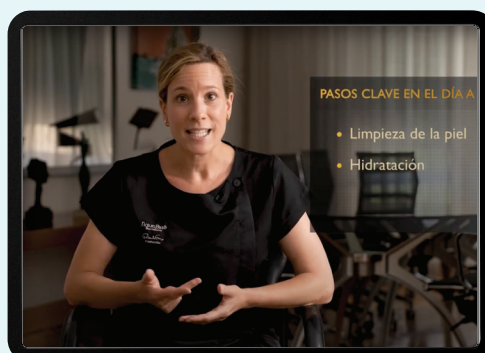 PASOS CLAVE EN EL DÍA A
• Limpieza de la piel
• Hidratación